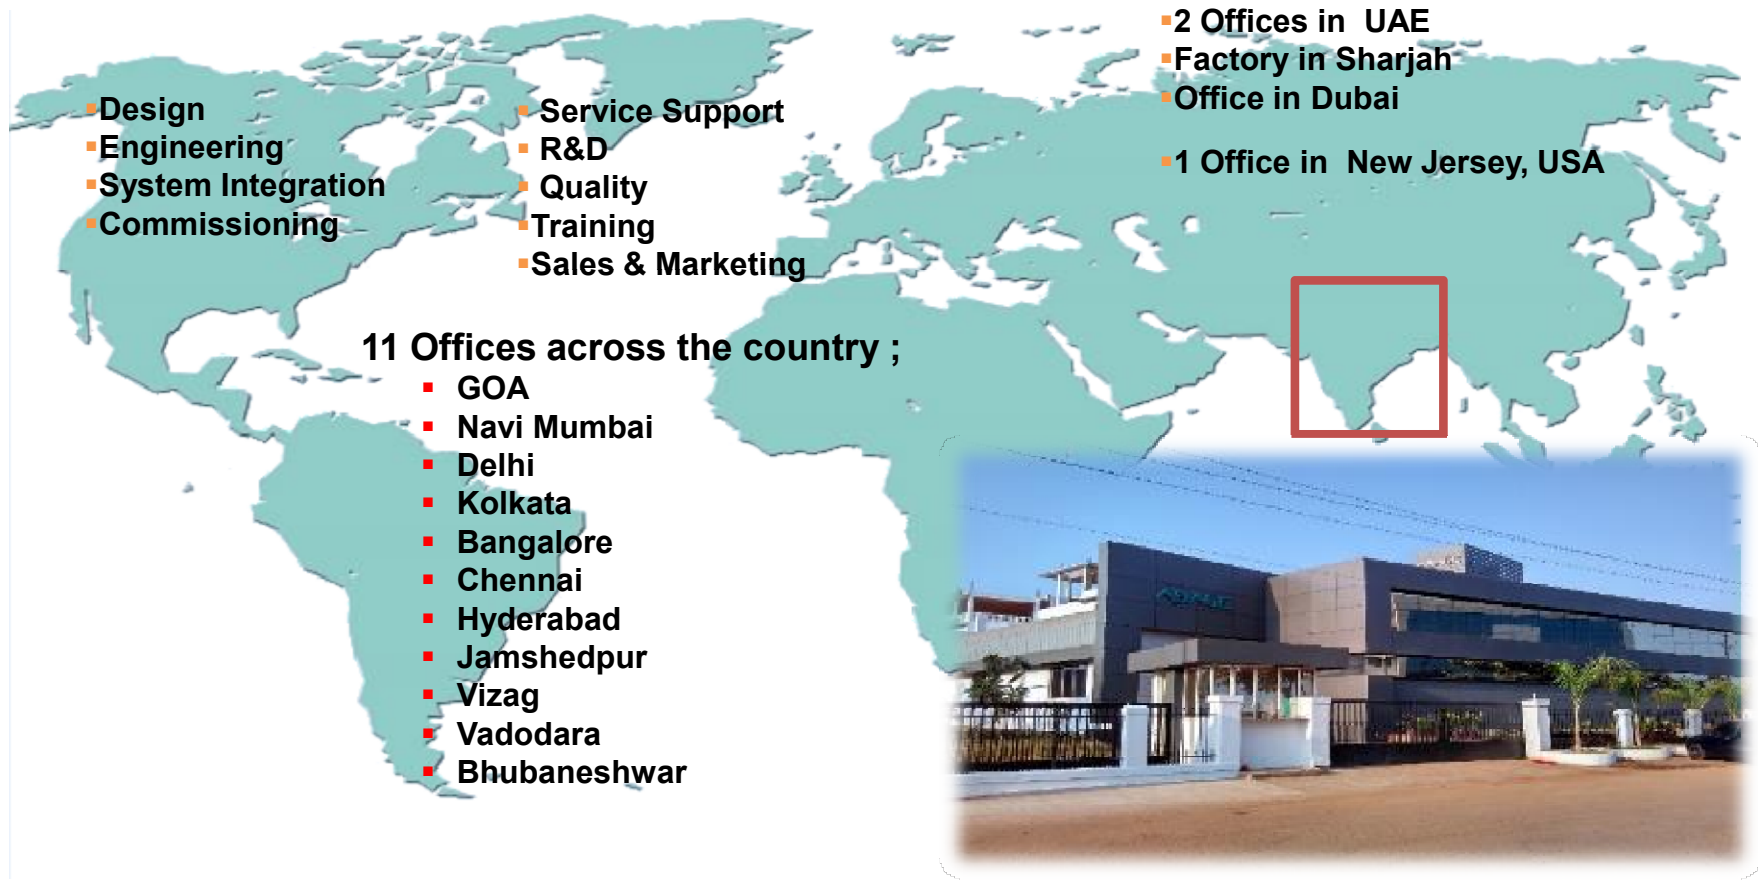 ▪Design
▪Engineering
▪System Integration
▪Commissioning
▪ Service Support
▪ R&D
▪ Quality
▪Training
▪Sales & Marketing
▪2 Offices in UAE
▪Factory in Sharjah
▪Office in Dubai
▪1 Office in New Jersey, USA
11 Offices across the country ;
▪ GOA
▪ Navi Mumbai
▪ Delhi
▪ Kolkata
▪ Bangalore
▪ Chennai
▪ Hyderabad
▪ Jamshedpur
▪ Vizag
▪ Vadodara
▪ Bhubaneshwar